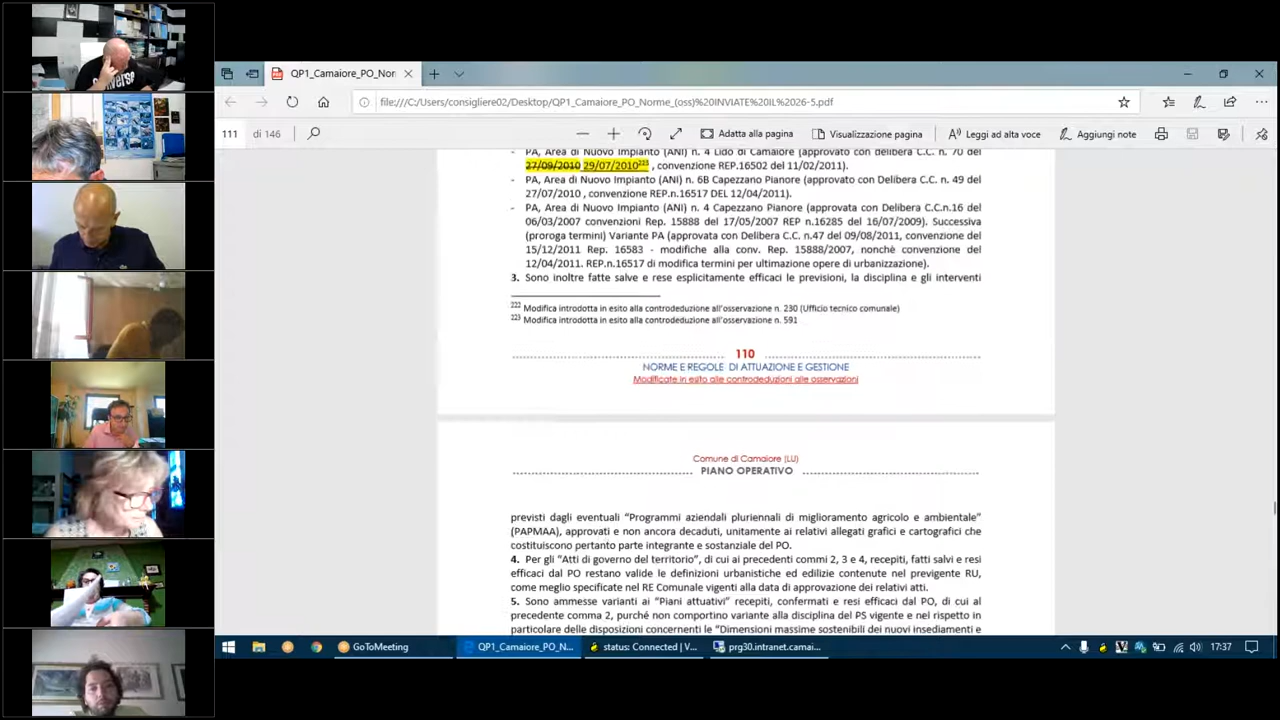 QP1_Camaiore_PO_Nor
file:///C:/Users/consigliere02/Desktop/QP1_Camaiore_PO_Norme_(oss)%20INVIATE%20IL%2026-5.pdf
111 di 146
Adatta alla pagina
Visualizzazione pagina
Leggi ad alta voce
Aggiungi note
- PA, Area di Nuovo Impianto (ANI) n. 4 Lido di Camaiore (approvato con delibera C.C. n. 70 del
27/09/2010 29/07/2010223 , convenzione REP.16502 del 11/02/2011).
- PA, Area di Nuovo Impianto (ANI) n. 6B Capezzano Pianore (approvato con Delibera C.C. n. 49 del
27/07/2010 , convenzione REP.n.16517 DEL 12/04/2011).
- PA, Area di Nuovo Impianto (ANI) n. 4 Capezzano Pianore (approvata con Delibera C.C.n.16 del
06/03/2007 convenzioni Rep. 15888 del 17/05/2007 REP n.16285 del 16/07/2009). Successiva
(proroga termini) Variante PA (approvata con Delibera C.C. n.47 del 09/08/2011, convenzione del
15/12/2011 Rep. 16583 - modifiche alla conv. Rep. 15888/2007, nonchè convenzione del
12/04/2011. REP.n.16517 di modifica termini per ultimazione opere di urbanizzazione).
3. Sono inoltre fatte salve e rese esplicitamente efficaci le previsioni, la disciplina e gli interventi
222 Modifica introdotta in esito alla controdeduzione all'osservazione n. 230 (Ufficio tecnico comunale)
223 Modifica introdotta in esito alla controdeduzione all'osservazione n. 591
110
NORME E REGOLE DI ATTUAZIONE E GESTIONE
Modificate in esito alle controdeduzioni alle osservazioni
Comune di Camaiore (LU)
PIANO OPERATIVO
previsti dagli eventuali "Programmi aziendali pluriennali di miglioramento agricolo e ambientale"
(PAPMAA), approvati e non ancora decaduti, unitamente ai relativi allegati grafici e cartografici che
costituiscono pertanto parte integrante e sostanziale del PO.
4. Per gli "Atti di governo del territorio", di cui ai precedenti commi 2, 3 e 4, recepiti, fatti salvi e resi
efficaci dal PO restano valide le definizioni urbanistiche ed edilizie contenute nel previgente RU,
come meglio specificate nel RE Comunale vigenti alla data di approvazione dei relativi atti.
5. Sono ammesse varianti ai "Piani attuativi" recepiti, confermati e resi efficaci dal PO, di cui al
precedente comma 2, purché non comportino variante alla disciplina del PS vigente e nel rispetto in
particolare delle disposizioni concernenti le "Dimensioni massime sostenibili dei nuovi insediamenti e
GoToMeeting
QP1_Camaiore_PO_N...
status: Connected | V...
prg30.intranet.camai...
17:37